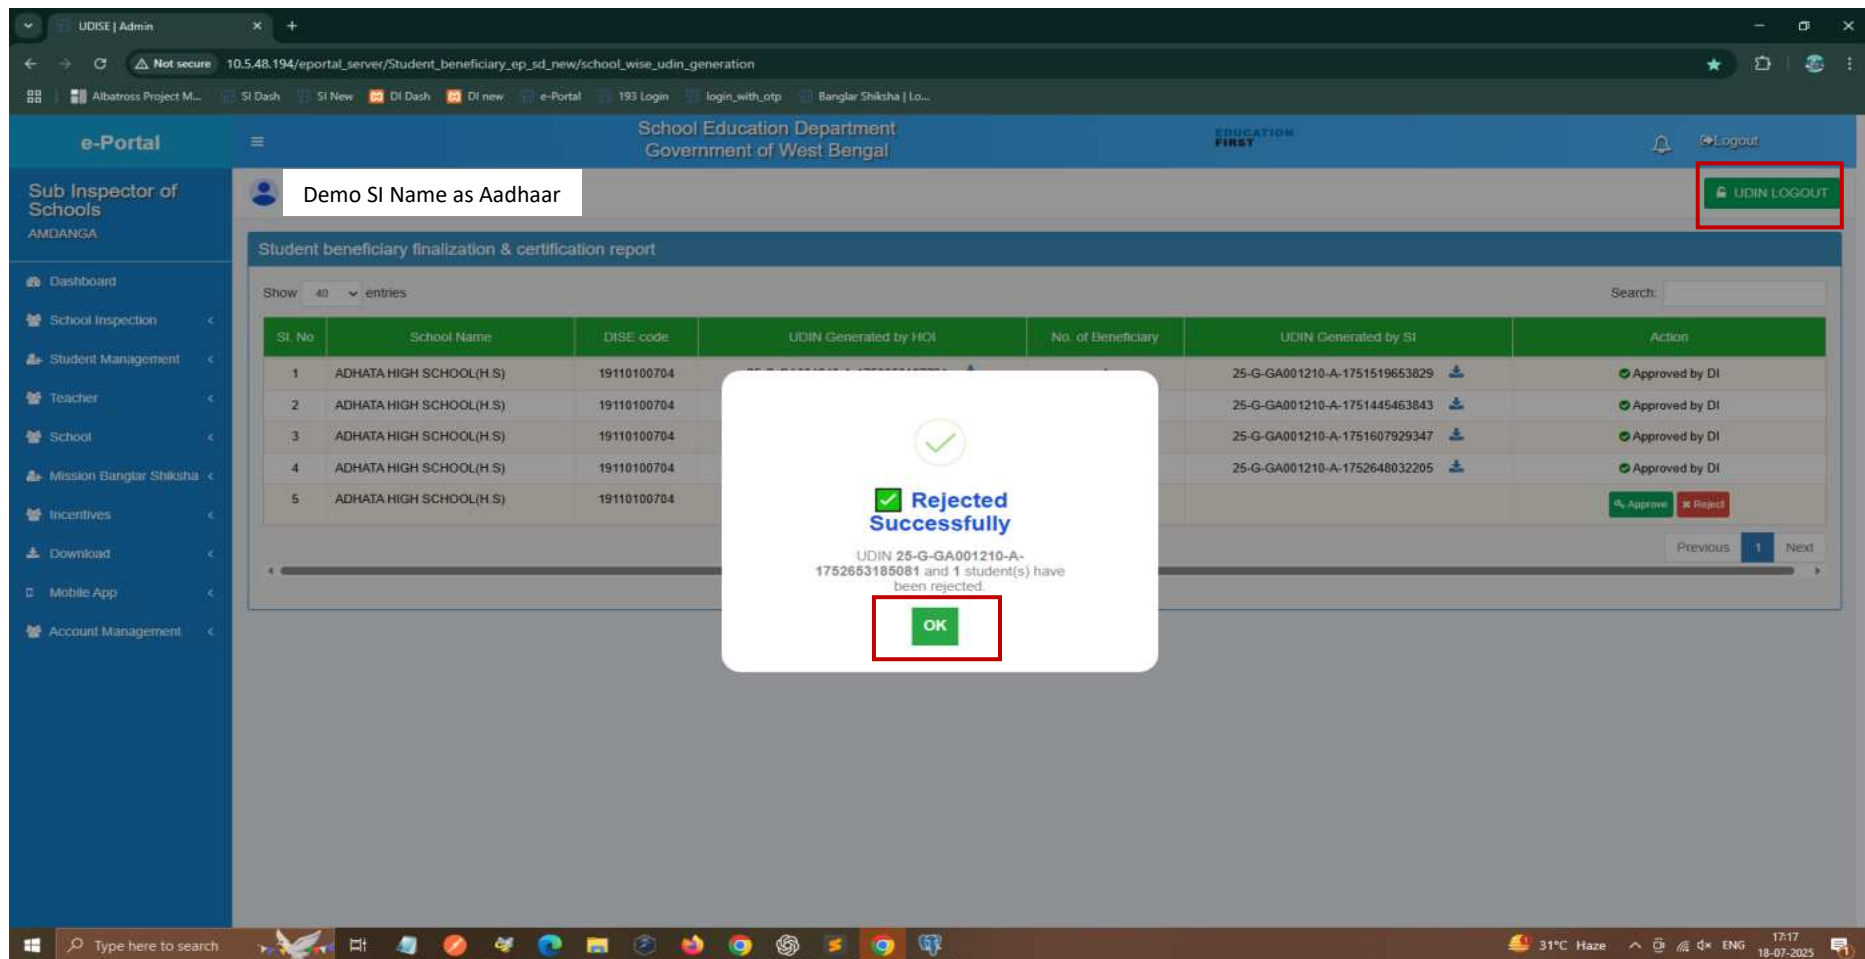 UDISE | Admin
Not secure 10.5.48.194/eportal_server/Student_beneficiary_ep_sd_new/school_wise_udin_generation
Albatross Project M... SI Dash SI New DI Dash DI new e-Portal 193 Login login_with_otp Banglar Shiksha | Lo...
e-Portal
School Education Department
Government of West Bengal
EDUCATION
FIRST
Logout
Sub Inspector of
Schools
AMDANGA
Demo SI Name as Aadhaar
UDIN LOGOUT
Dashboard
School Inspection
Student Management
Teacher
School
Mission Banglar Shiksha
Incentives
Download
Mobile App
Account Management
Student beneficiary finalization & certification report
Show 40 entries
Search:
SI. No School Name DISE code UDIN Generated by HOI No. of Beneficiary UDIN Generated by SI Action
1 ADHATA HIGH SCHOOL(H.S) 19110100704 25-G-GA001210-A-1751519653829 Approved by DI
2 ADHATA HIGH SCHOOL(H.S) 19110100704 25-G-GA001210-A-1751445463843 Approved by DI
3 ADHATA HIGH SCHOOL(H.S) 19110100704 25-G-GA001210-A-1751607929347 Approved by DI
4 ADHATA HIGH SCHOOL(H.S) 19110100704 25-G-GA001210-A-1752648032205 Approved by DI
5 ADHATA HIGH SCHOOL(H.S) 19110100704 Approve Reject
Previous 1 Next
Rejected
Successfully
UDIN 25-G-GA001210-A-
1752653185081 and 1 student(s) have
been rejected.
OK
Type here to search
31°C Haze ENG 17:17
18-07-2025